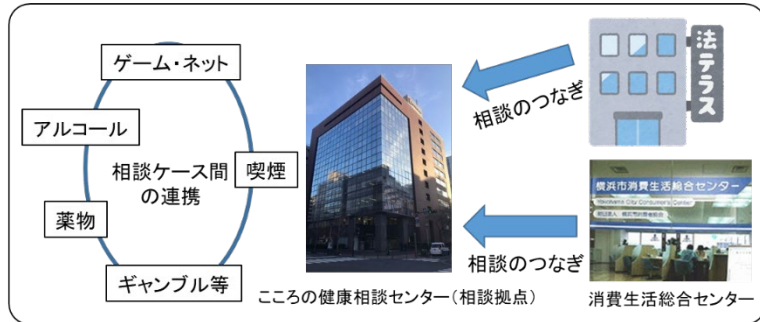 ゲーム・ネット
アルコール
相談ケース間
の連携
喫煙
薬物
ギャンブル等
こころの健康相談センター(相談拠点)
相談のつなぎ
法テラス
相談のつなぎ
横浜市消費生活総合センター
Yokohama City Consumer's Center
消費生活総合センター